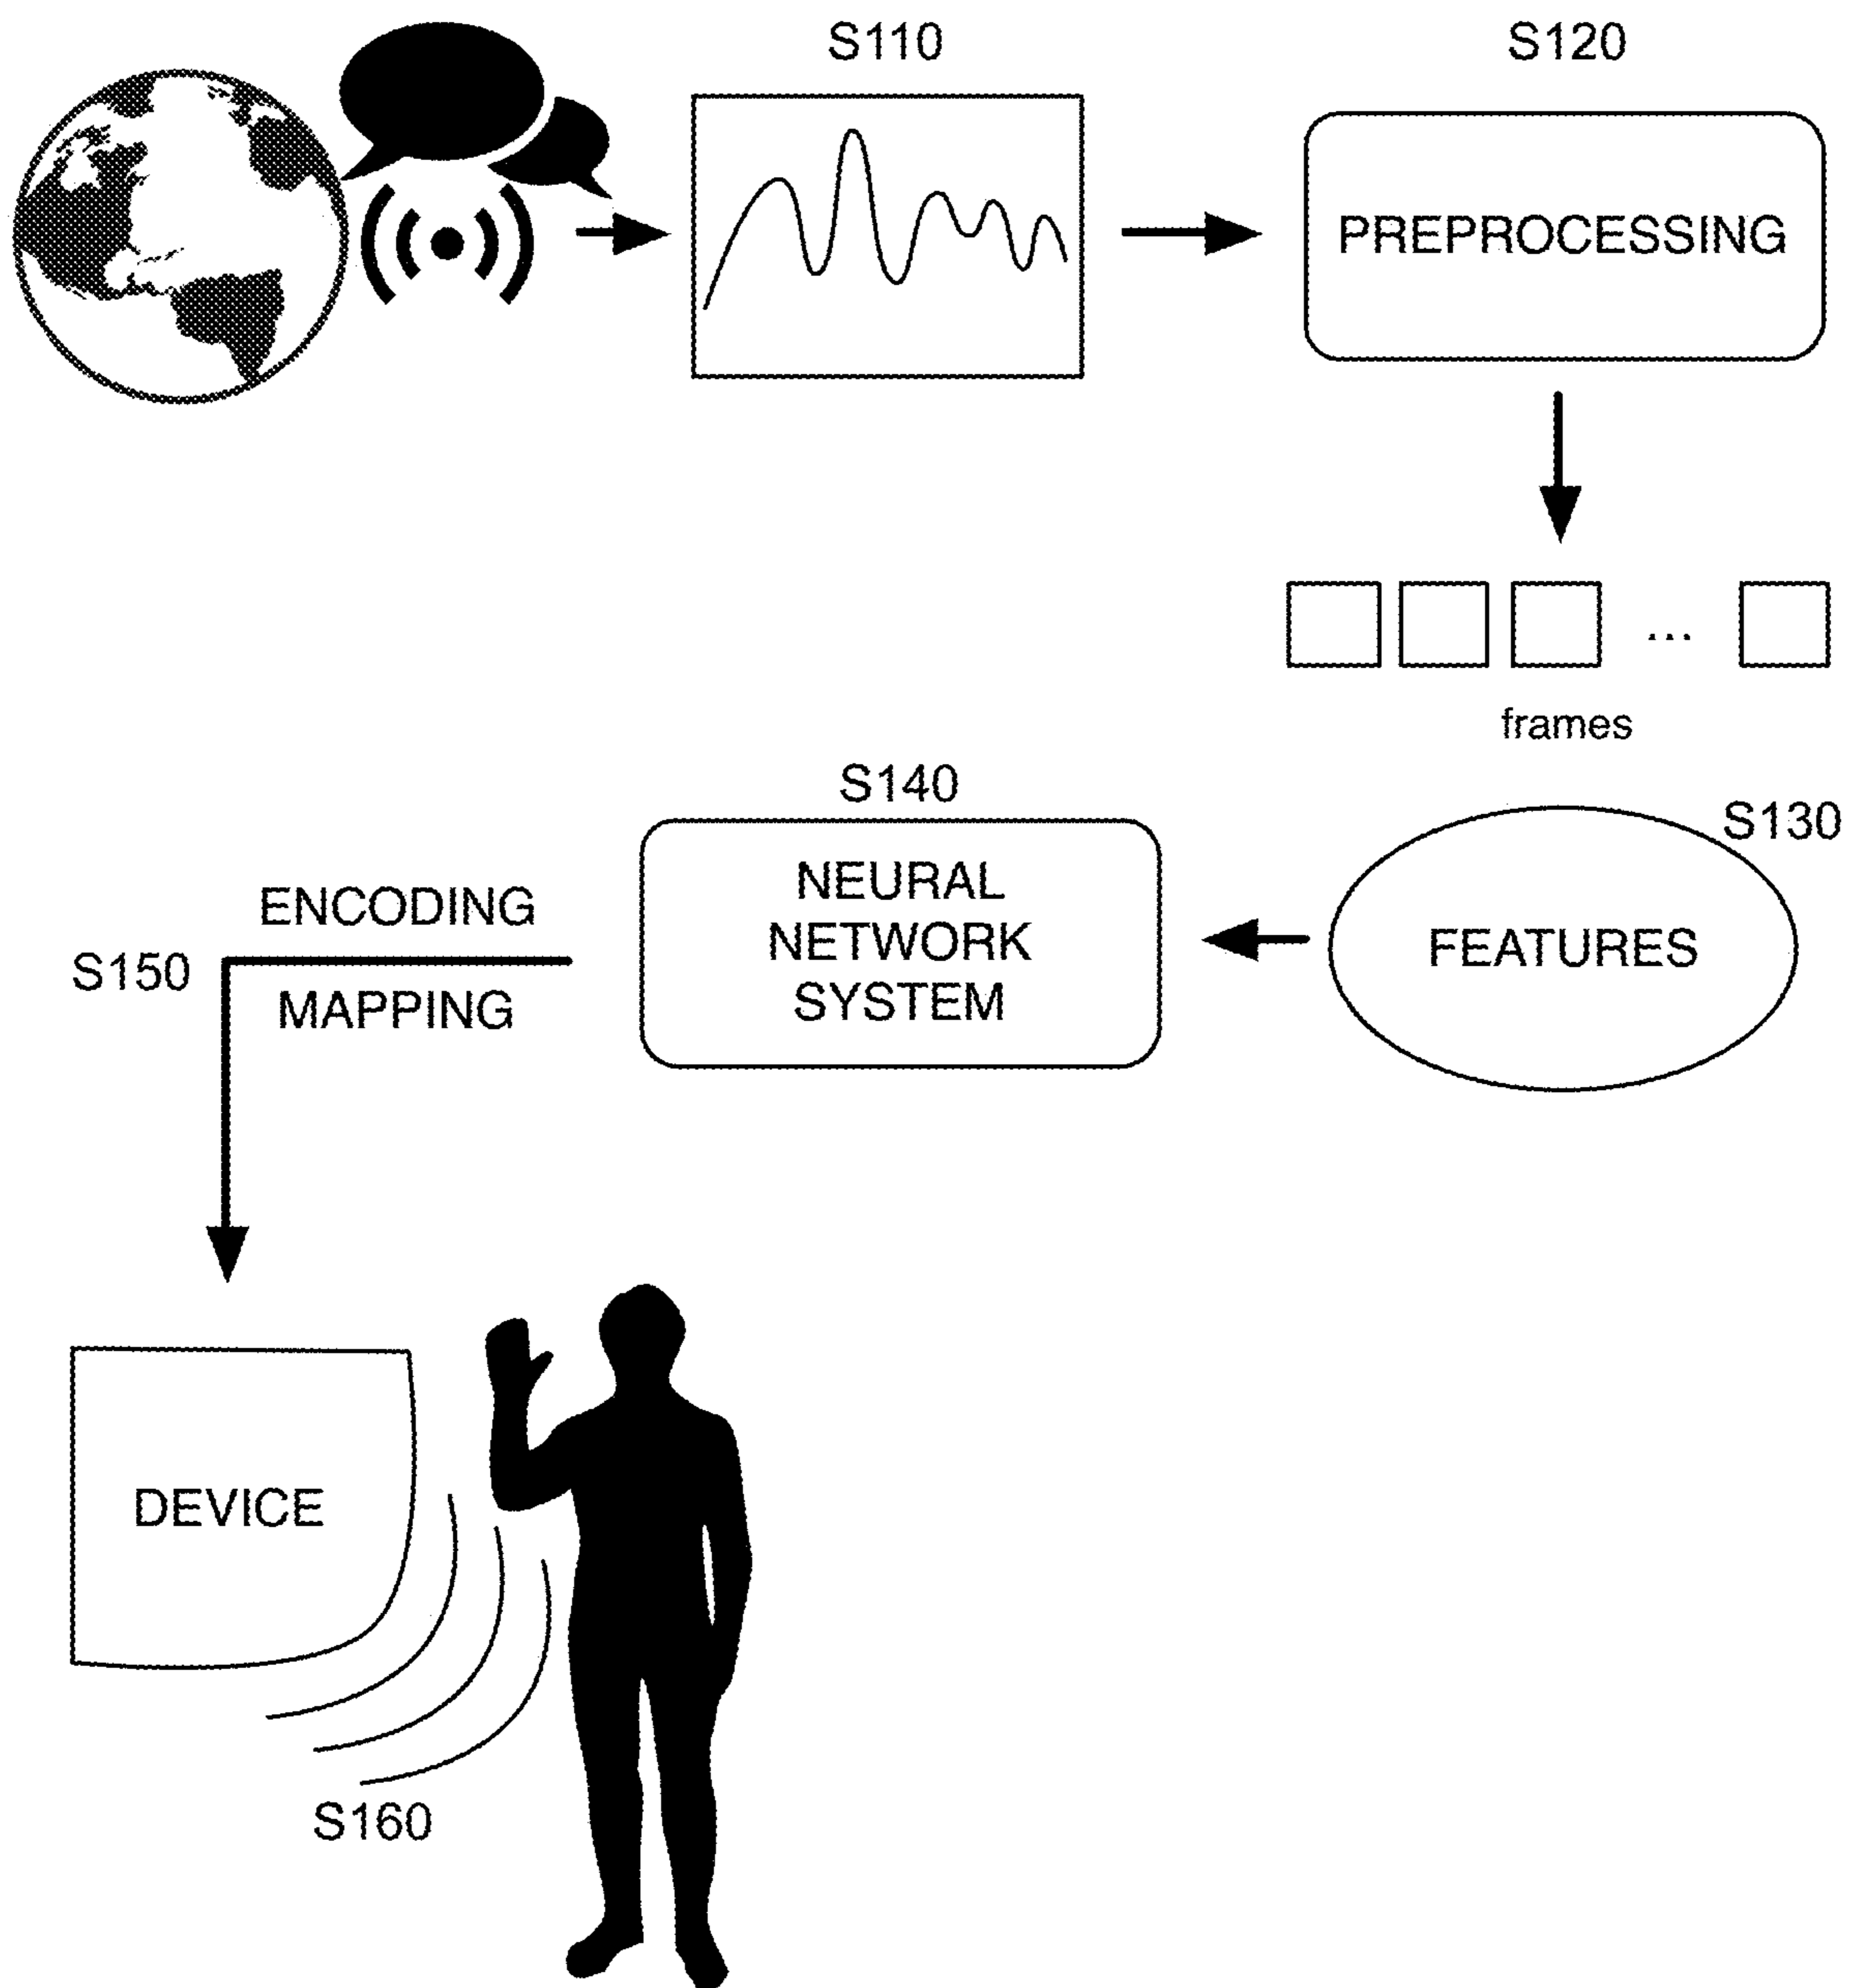 S110
S120
PREPROCESSING
...
frames
S130
FEATURES
S140
NEURAL
NETWORK
SYSTEM
ENCODING
S150
MAPPING
DEVICE
S160